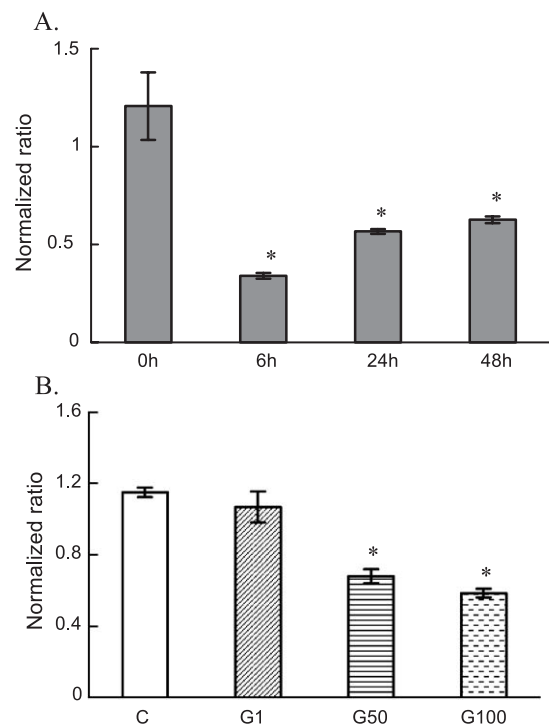 A.
Normalized ratio
1.5
1
0.5
0
*
*
*
0h 6h 24h 48h
B.
Normalized ratio
1.6
1.2
0.8
0.4
0
*
*
C G1 G50 G100